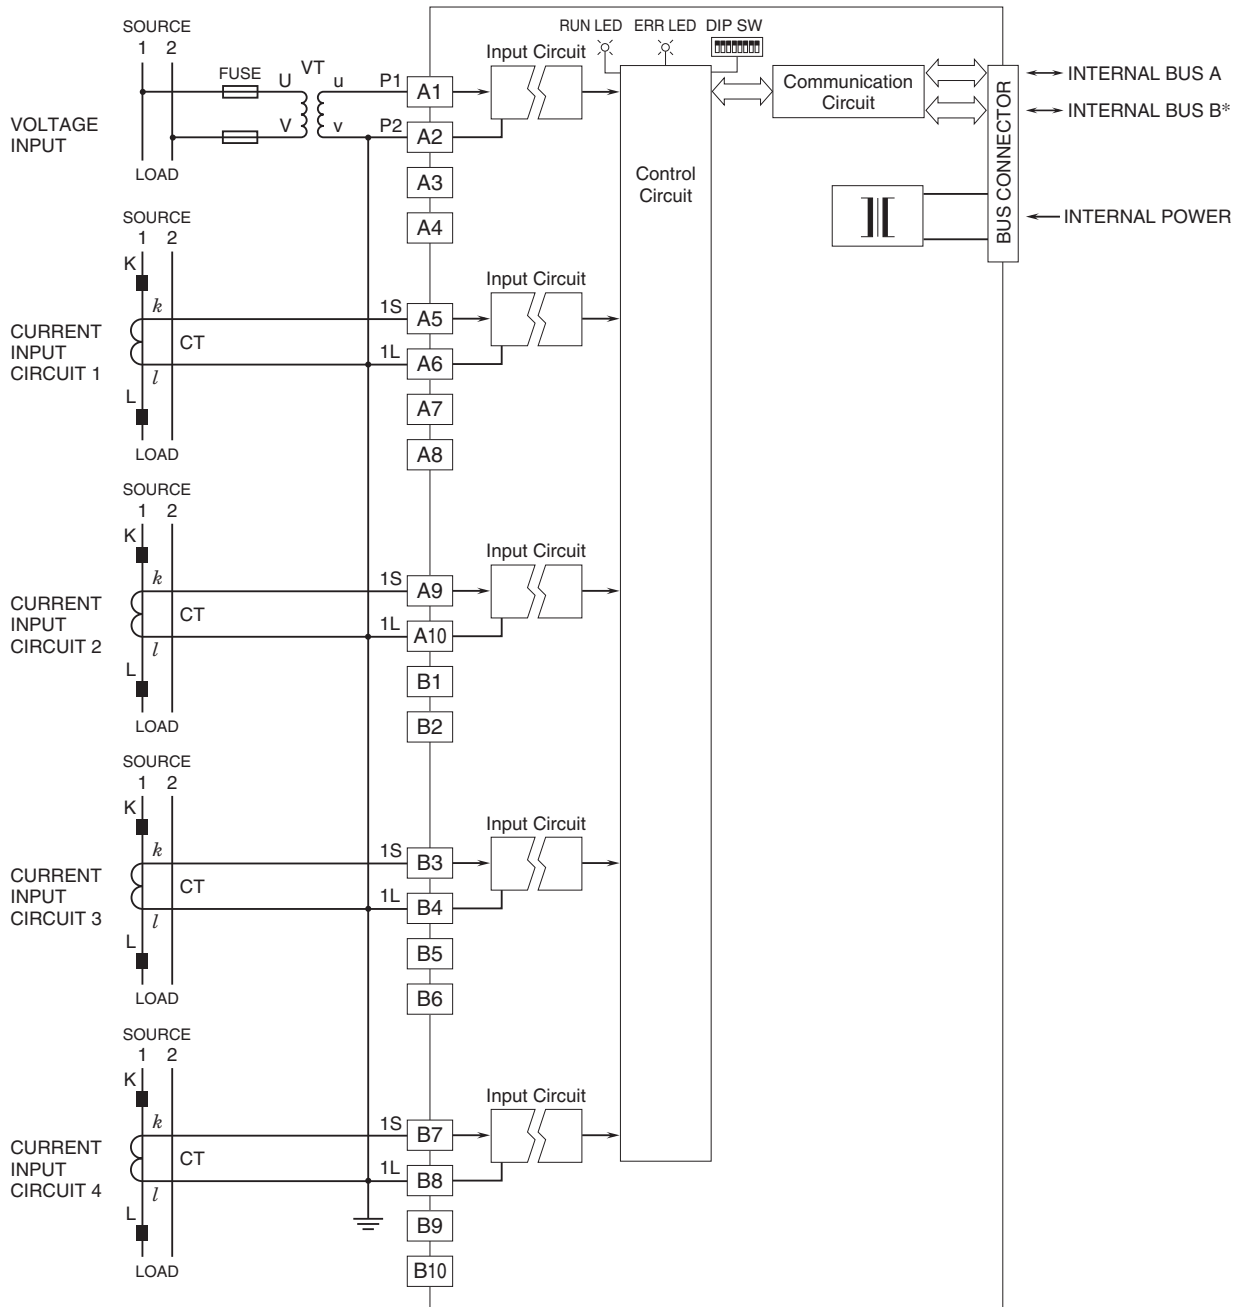 RUN LED ERR LED DIP SW
SOURCE
1 2
FUSE
U VT u P1
V v P2
VOLTAGE
INPUT
LOAD
A1
A2
A3
A4
Input Circuit
Control
Circuit
Communication
Circuit
BUS CONNECTOR
INTERNAL BUS A
INTERNAL BUS B*
INTERNAL POWER
SOURCE
1 2
K
k
CT
l
L
LOAD
CURRENT
INPUT
CIRCUIT 1
1S
1L
A5
A6
A7
A8
Input Circuit
SOURCE
1 2
K
k
CT
l
L
LOAD
CURRENT
INPUT
CIRCUIT 2
1S
1L
A9
A10
B1
B2
Input Circuit
SOURCE
1 2
K
k
CT
l
L
LOAD
CURRENT
INPUT
CIRCUIT 3
1S
1L
B3
B4
B5
B6
Input Circuit
SOURCE
1 2
K
k
CT
l
L
LOAD
CURRENT
INPUT
CIRCUIT 4
1S
1L
B7
B8
B9
B10
Input Circuit